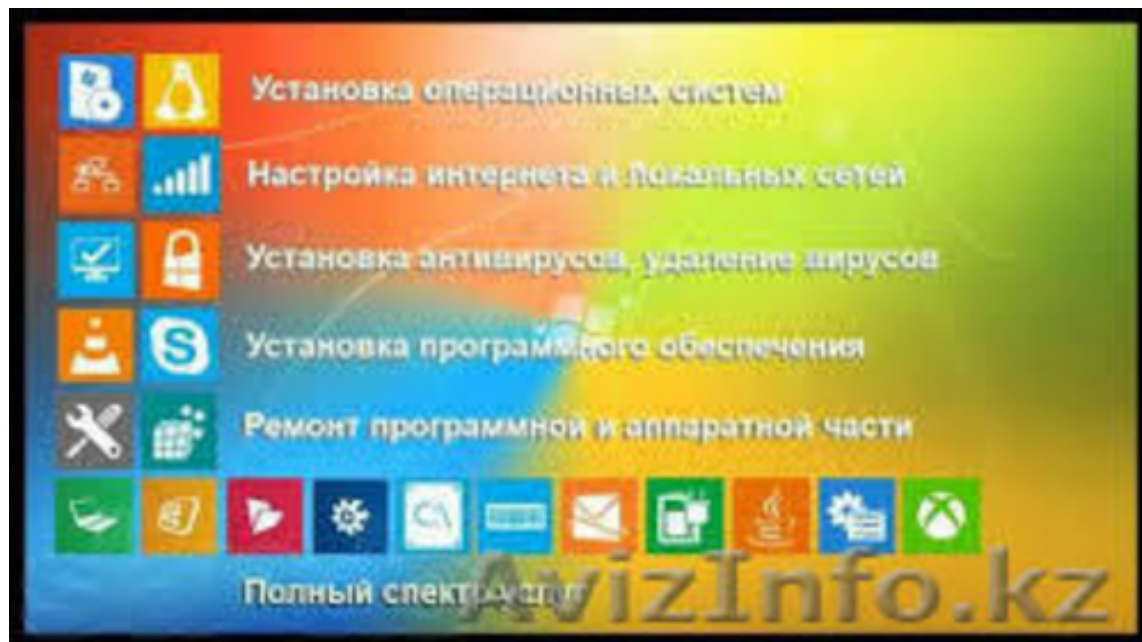 Установка операционных систем
Настройка интернета и локальных сетей
Установка антивирусов, удаление вирусов
Установка программного обеспечения
Ремонт программной и аппаратной части
C:\
Полный спектр услуг
AvizInfo.kz